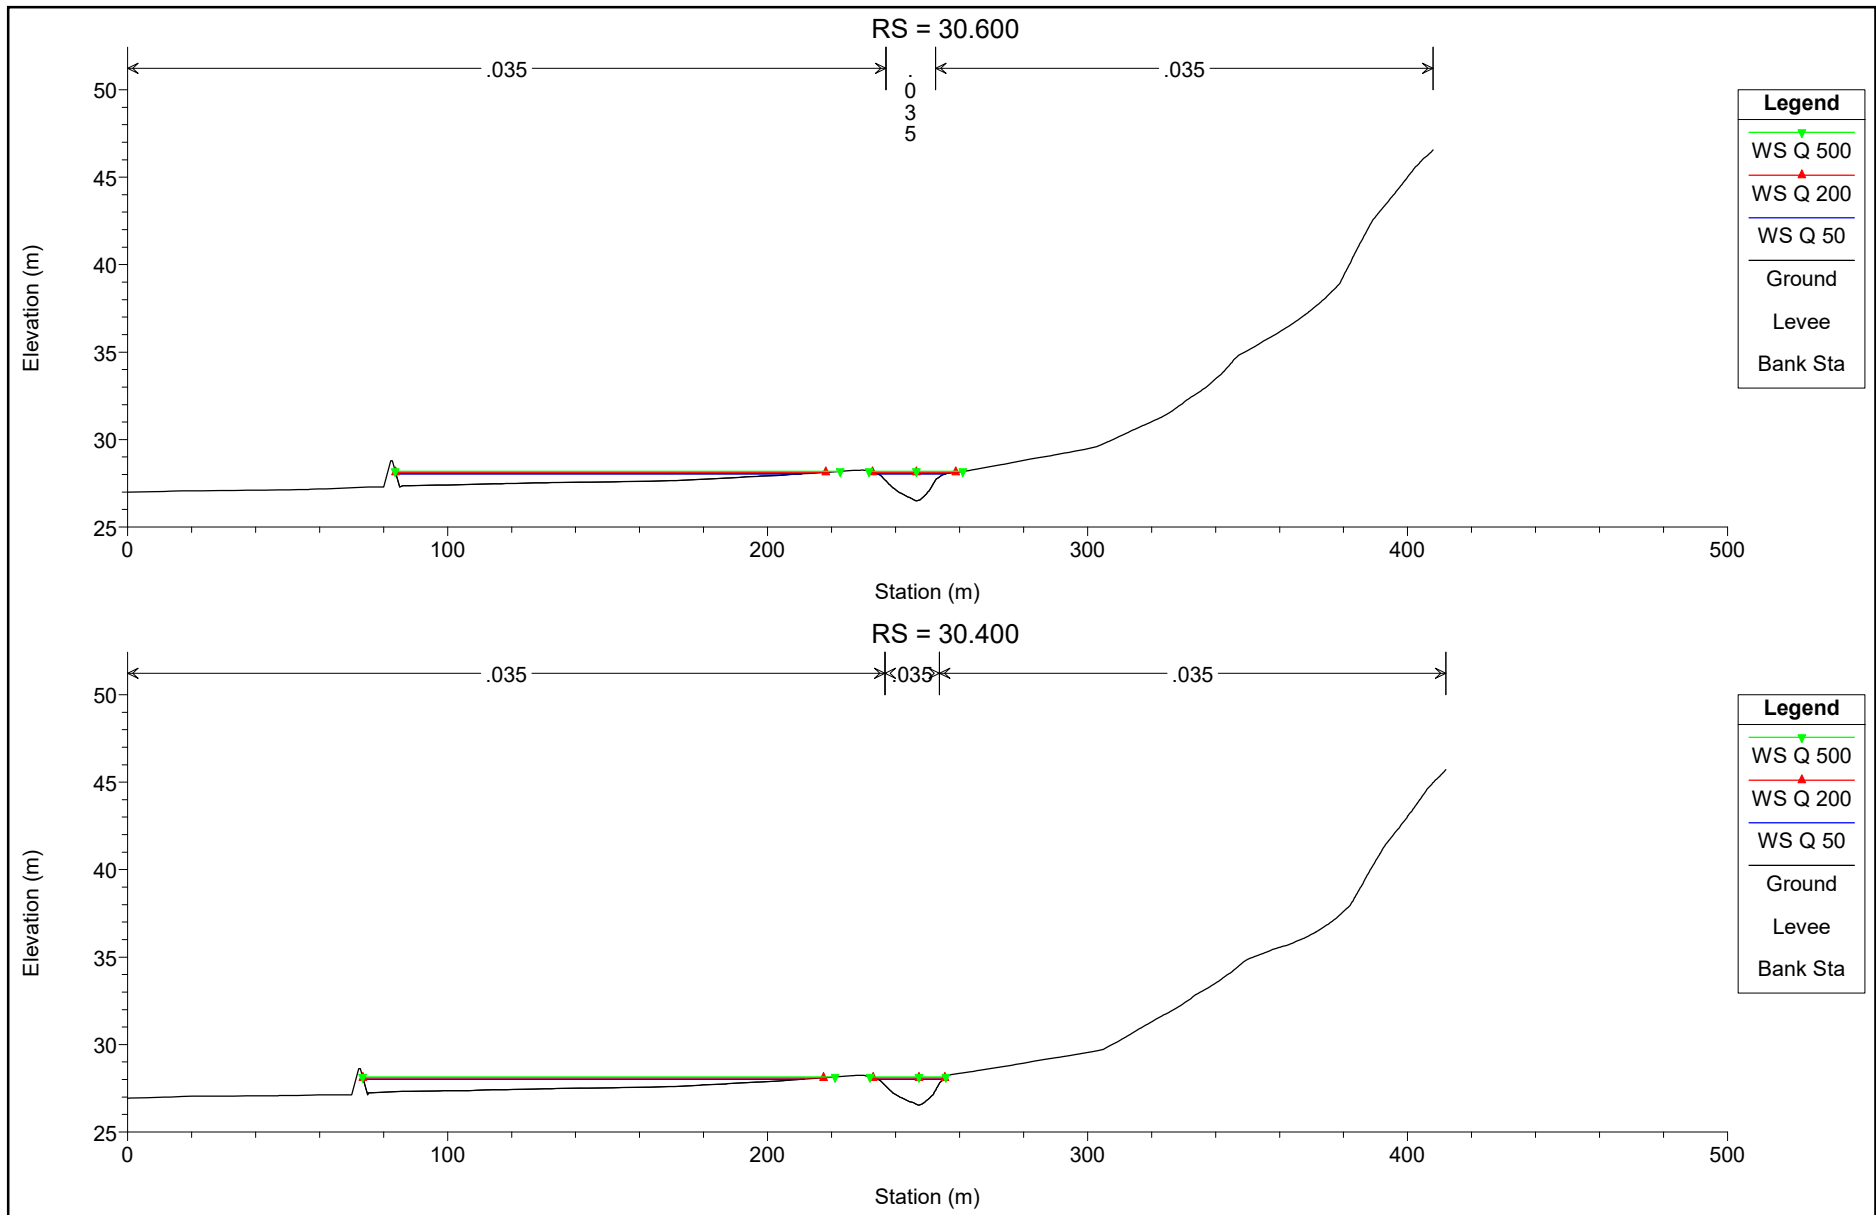 RS = 30.600
.035
.035
.035
Legend
WS Q 500
WS Q 200
WS Q 50
Ground
Levee
Bank Sta
50
45
40
35
30
25
Elevation (m)
0 100 200 300 400 500
Station (m)
RS = 30.400
.035 .035 .035
Legend
WS Q 500
WS Q 200
WS Q 50
Ground
Levee
Bank Sta
50
45
40
35
30
25
Elevation (m)
0 100 200 300 400 500
Station (m)